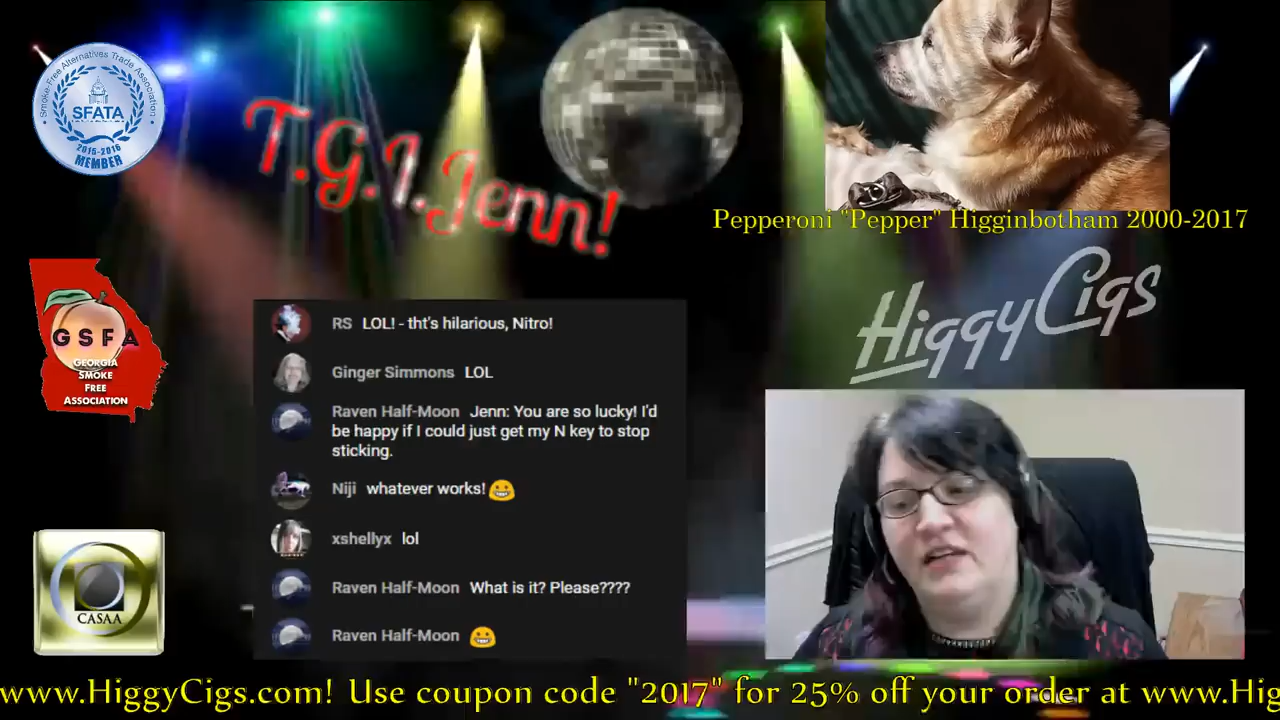 Smoke-Free Alternatives Trade Association
SFATA
2015-2016
MEMBER
T.G.I.Jenn!
Pepperoni "Pepper" Higginbotham 2000-2017
HiggyCigs
GSFA
GEORGIA
SMOKE
FREE
ASSOCIATION
RS LOL! - tht's hilarious, Nitro!
Ginger Simmons LOL
Raven Half-Moon Jenn: You are so lucky! I'd
be happy if I could just get my N key to stop
sticking.
Niji whatever works!😬
xshellyx lol
Raven Half-Moon What is it? Please????
Raven Half-Moon 😬
CASAA
www.HiggyCigs.com! Use coupon code "2017" for 25% off your order at www.Hig